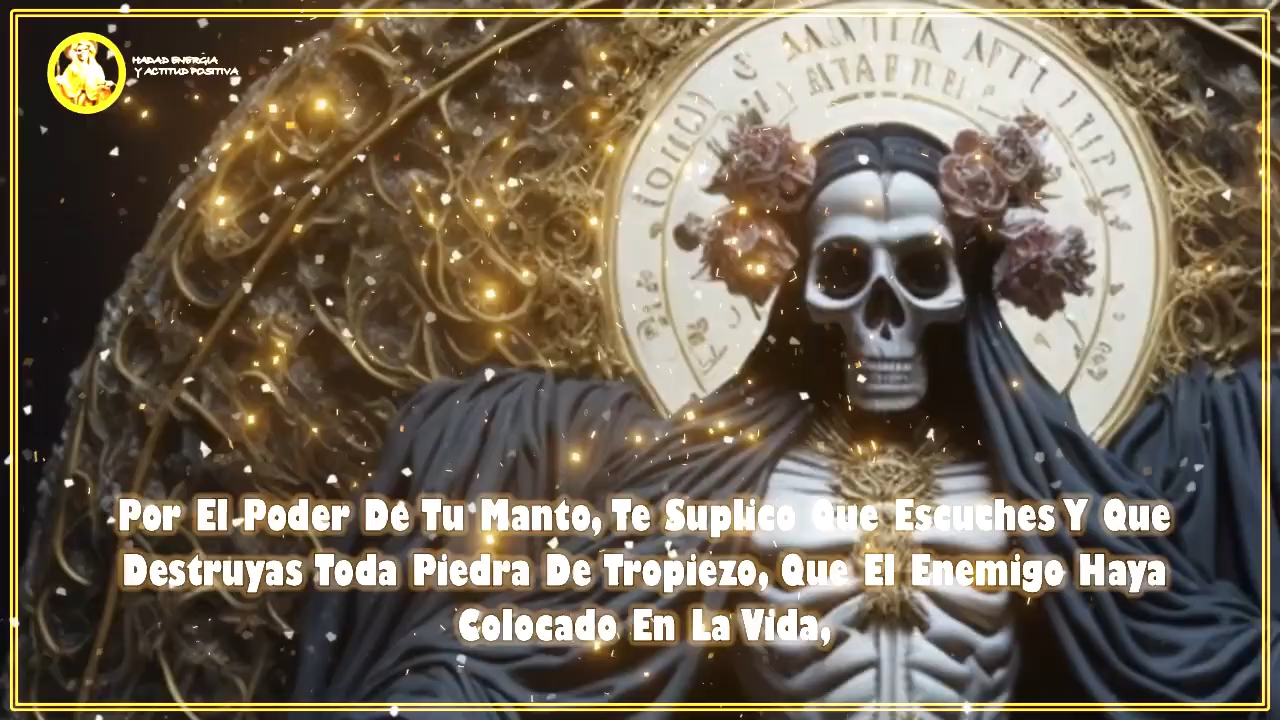 HADAD ENERGIA
Y ACTITUD POSITIVA
Por El Poder De Tu Manto, Te Suplico Que Escuches Y Que
Destruyas Toda Piedra De Tropiezo, Que El Enemigo Haya
Colocado En La Vida,